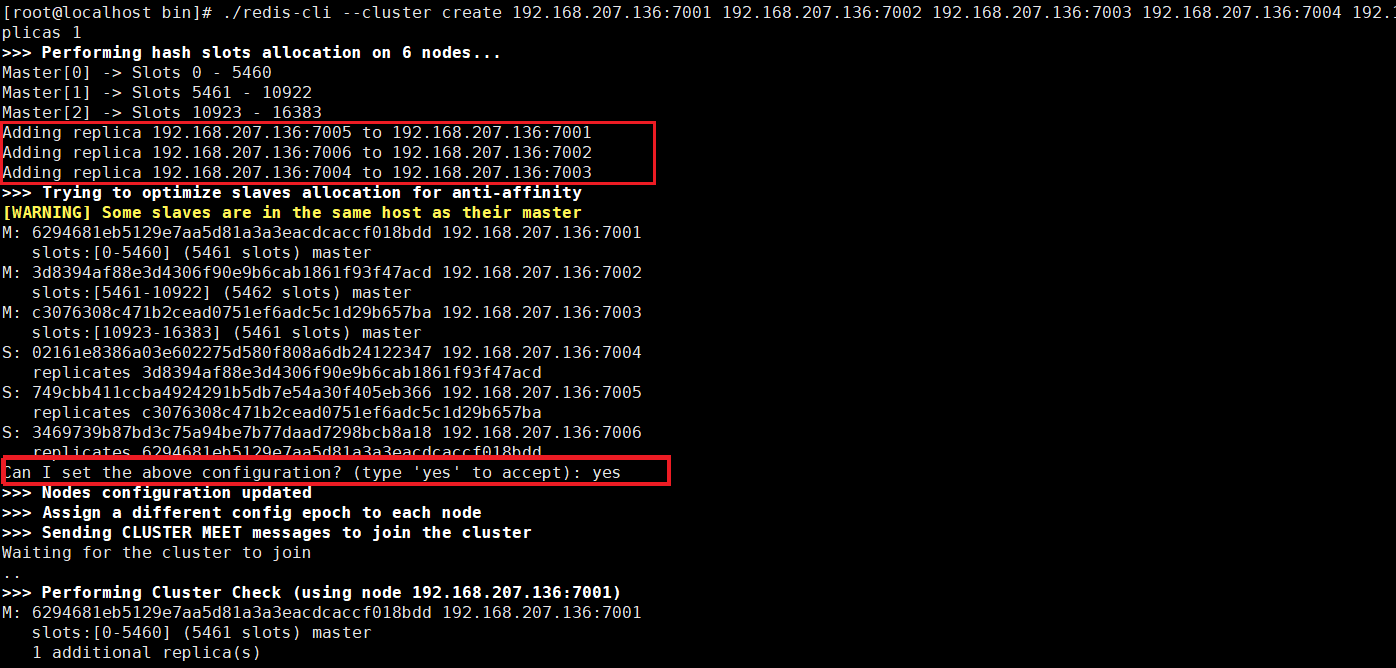 [root@localhost bin]# ./redis-cli --cluster create 192.168.207.136:7001 192.168.207.136:7002 192.168.207.136:7003 192.168.207.136:7004 192.
plicas 1
>>> Performing hash slots allocation on 6 nodes...
Master[0] -> Slots 0 - 5460
Master[1] -> Slots 5461 - 10922
Master[2] -> Slots 10923 - 16383
Adding replica 192.168.207.136:7005 to 192.168.207.136:7001
Adding replica 192.168.207.136:7006 to 192.168.207.136:7002
Adding replica 192.168.207.136:7004 to 192.168.207.136:7003
>>> Trying to optimize slaves allocation for anti-affinity
[WARNING] Some slaves are in the same host as their master
M: 6294681eb5129e7aa5d81a3a3eacdcaccf018bdd 192.168.207.136:7001
slots:[0-5460] (5461 slots) master
M: 3d8394af88e3d4306f90e9b6cab1861f93f47acd 192.168.207.136:7002
slots:[5461-10922] (5462 slots) master
M: c3076308c471b2cead0751ef6adc5c1d29b657ba 192.168.207.136:7003
slots:[10923-16383] (5461 slots) master
S: 02161e8386a03e602275d580f808a6db24122347 192.168.207.136:7004
replicates 3d8394af88e3d4306f90e9b6cab1861f93f47acd
S: 749cbb411ccba4924291b5db7e54a30f405eb366 192.168.207.136:7005
replicates c3076308c471b2cead0751ef6adc5c1d29b657ba
S: 3469739b87bd3c75a94be7b77daad7298bcb8a18 192.168.207.136:7006
replicates 6294681eb5129e7aa5d81a3a3eacdcaccf018bdd
Can I set the above configuration? (type 'yes' to accept): yes
>>> Nodes configuration updated
>>> Assign a different config epoch to each node
>>> Sending CLUSTER MEET messages to join the cluster
Waiting for the cluster to join
..
>>> Performing Cluster Check (using node 192.168.207.136:7001)
M: 6294681eb5129e7aa5d81a3a3eacdcaccf018bdd 192.168.207.136:7001
slots:[0-5460] (5461 slots) master
1 additional replica(s)